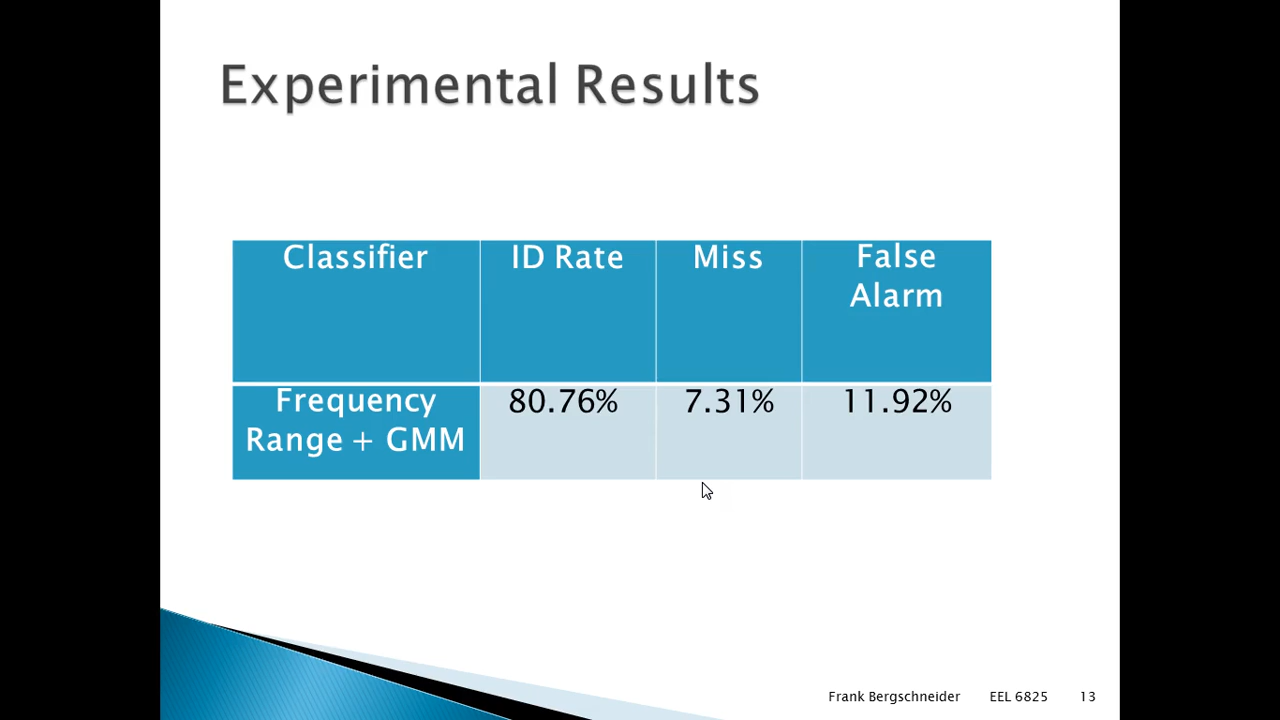 Experimental Results
Classifier
ID Rate
Miss
False
Alarm
Frequency
Range + GMM
80.76%
7.31%
11.92%
Frank Bergschneider EEL 6825 13